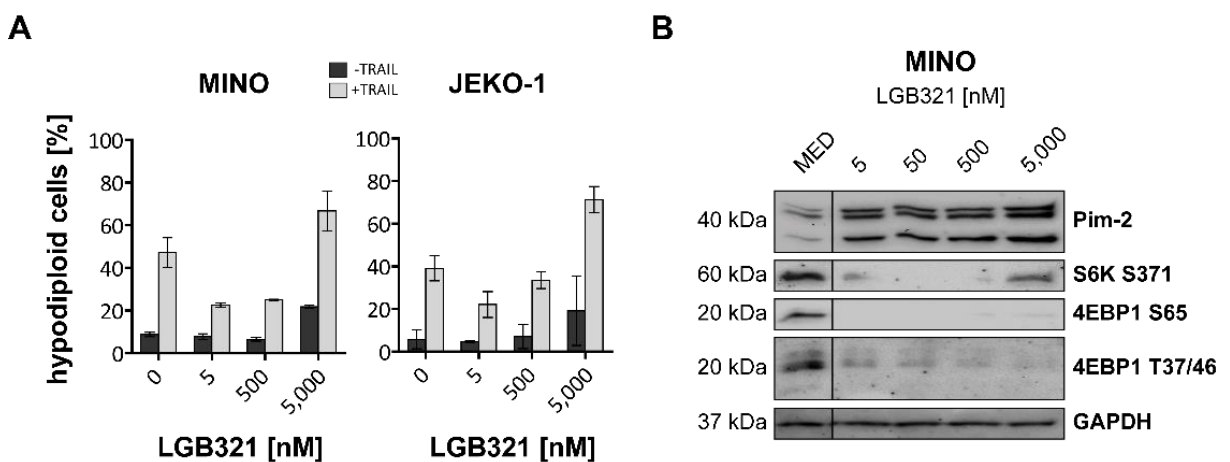 A
B
MINO
-TRAIL
+TRAIL
JEKO-1
hypodiploid cells [%]
100
80
60
40
20
0
0
5
500
5,000
LGB321 [nM]
100
80
60
40
20
0
0
5
500
5,000
LGB321 [nM]
MINO
LGB321 [nM]
MED
5
50
500
5,000
40 kDa
Pim-2
60 kDa
S6K S371
20 kDa
4EBP1 S65
20 kDa
4EBP1 T37/46
37 kDa
GAPDH